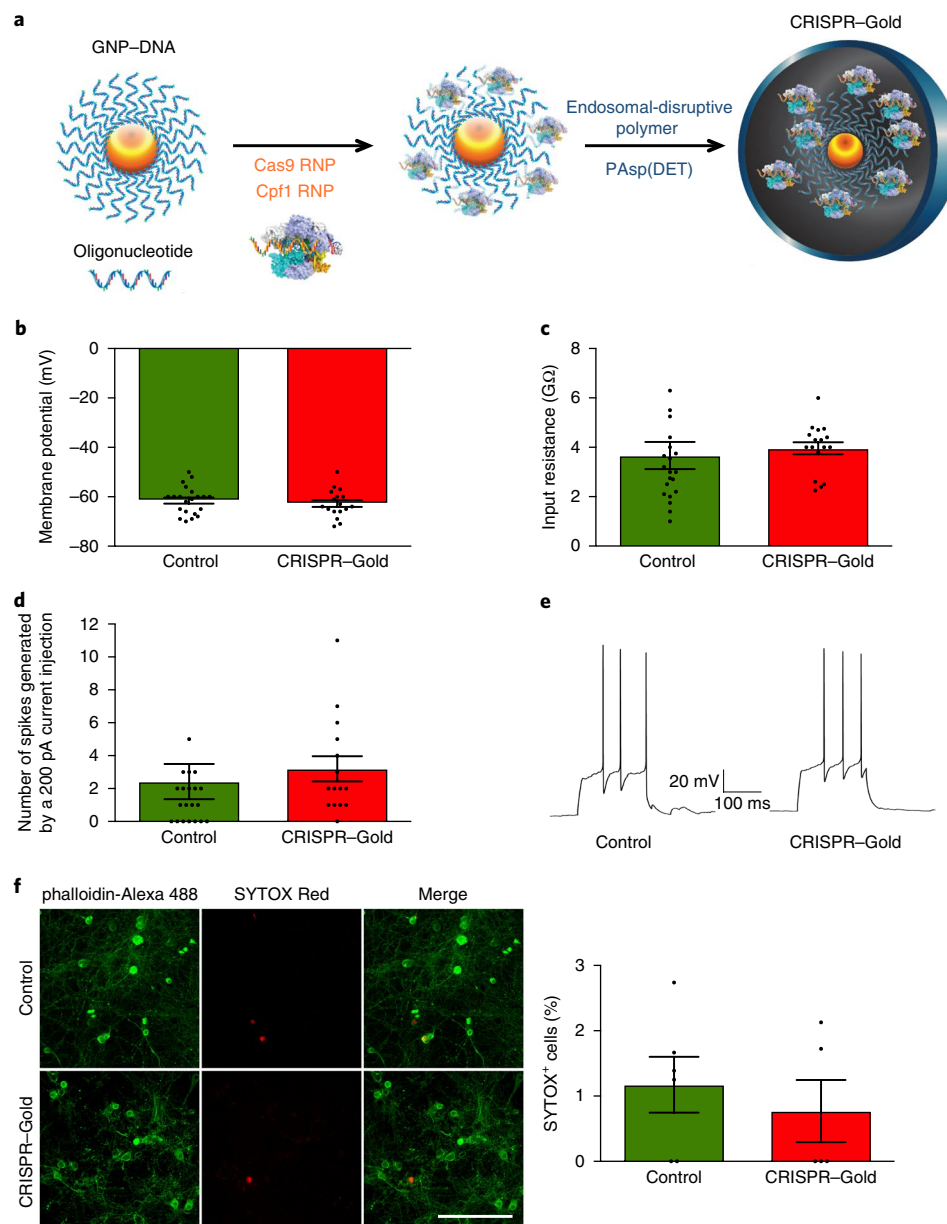 a
GNP–DNA
CRISPR–Gold
Endosomal-disruptive
polymer
PAsp(DET)
Cas9 RNP
Cpf1 RNP
Oligonucleotide
b
Membrane potential (mV)
0
–20
–40
–60
–80
Control
CRISPR–Gold
c
Input resistance (GΩ)
8
6
4
2
0
Control
CRISPR–Gold
d
Number of spikes generated
by a 200 pA current injection
12
10
8
6
4
2
0
Control
CRISPR–Gold
e
20 mV
100 ms
Control
CRISPR–Gold
f
phalloidin-Alexa 488
SYTOX Red
Merge
Control
CRISPR–Gold
SYTOX+ cells (%)
3
2
1
0
Control
CRISPR–Gold